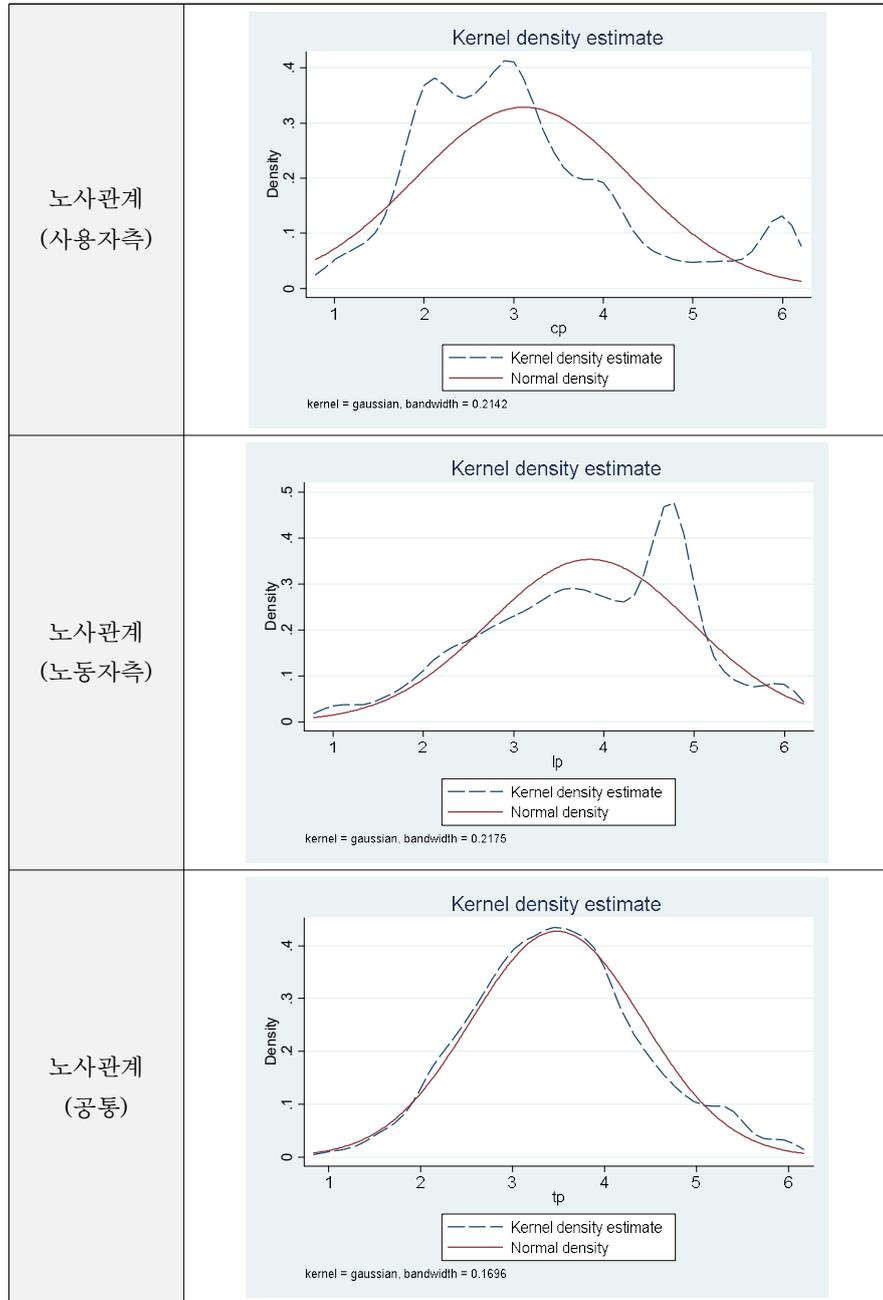 노사관계
(사용자측)
Kernel density estimate
Density
.4
.3
.2
.1
0
1 2 3 4 5 6
cp
Kernel density estimate
Normal density
kernel = gaussian, bandwidth = 0.2142
노사관계
(노동자측)
Kernel density estimate
Density
.5
.4
.3
.2
.1
0
1 2 3 4 5 6
lp
Kernel density estimate
Normal density
kernel = gaussian, bandwidth = 0.2175
노사관계
(공통)
Kernel density estimate
Density
.4
.3
.2
.1
0
1 2 3 4 5 6
tp
Kernel density estimate
Normal density
kernel = gaussian, bandwidth = 0.1696